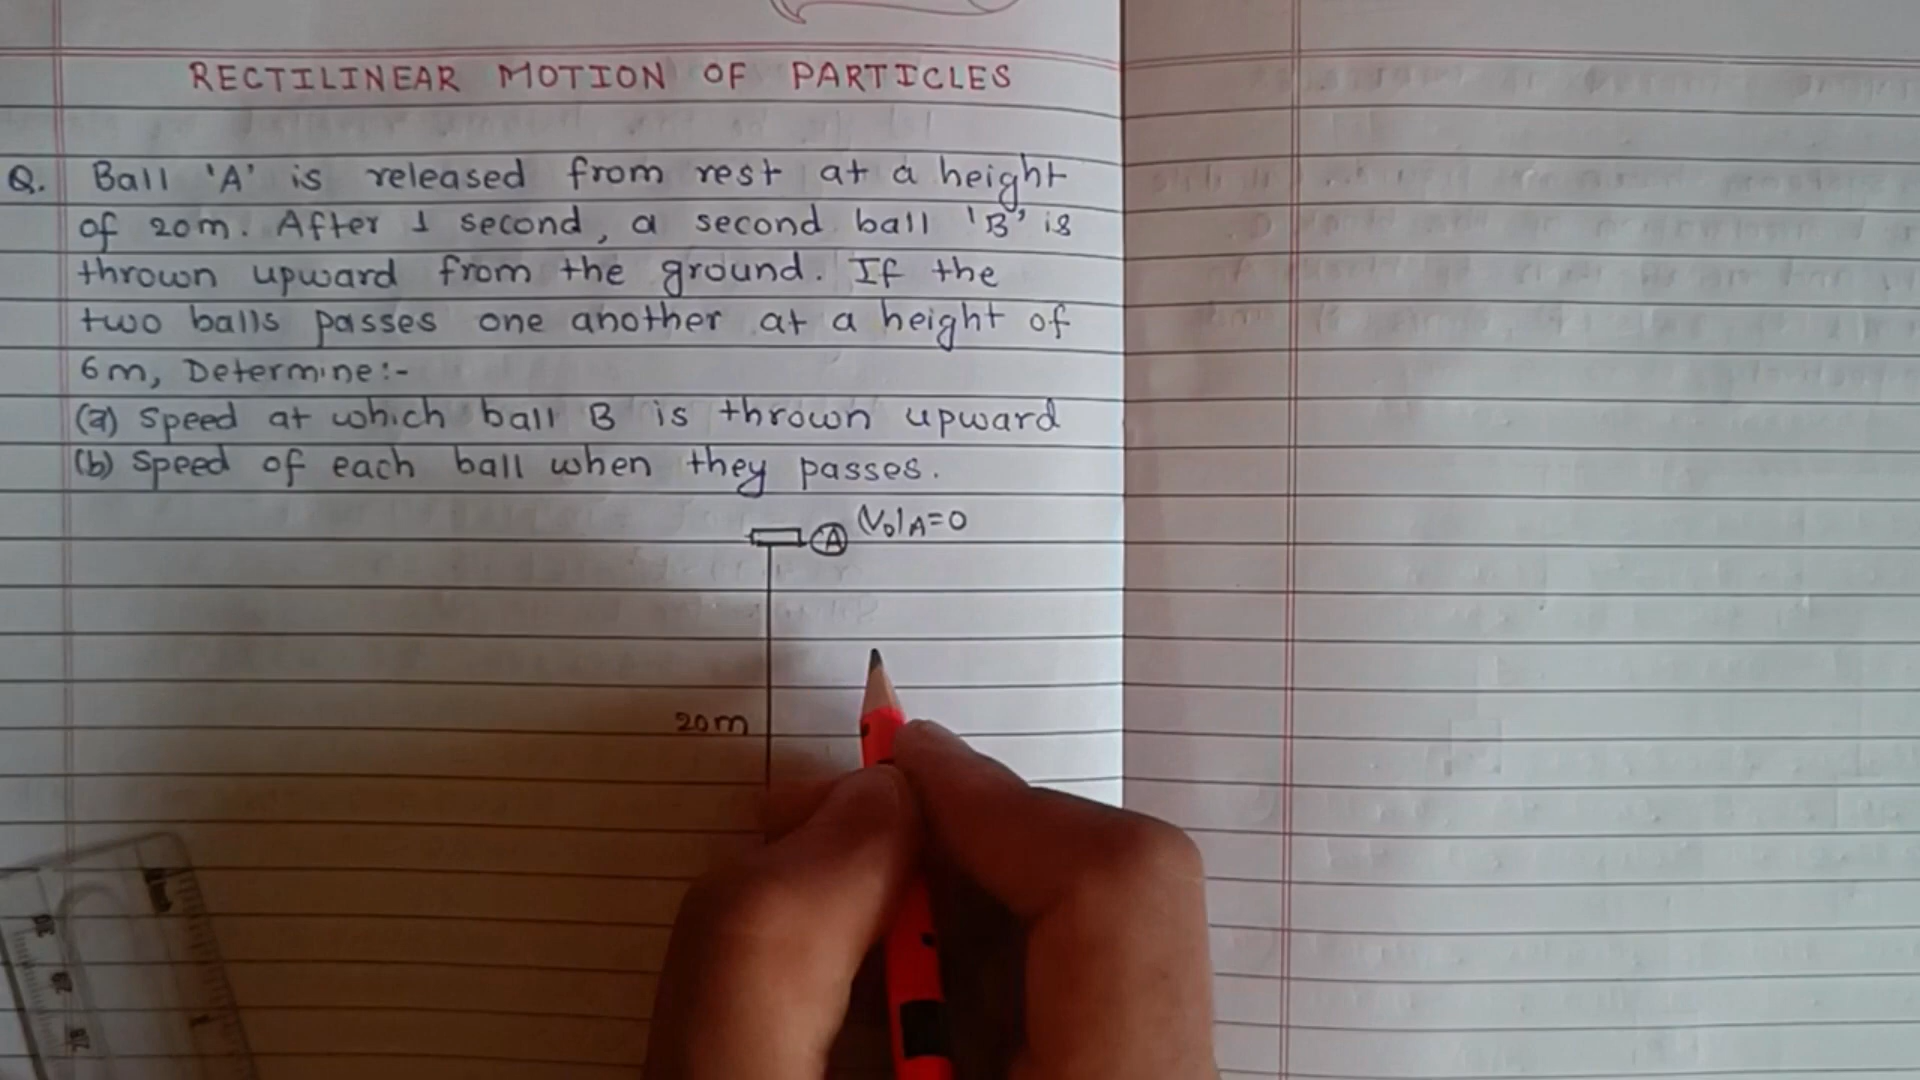 RECTILINEAR MOTION OF PARTICLES
Q. Ball 'A' is released from rest at a height
of 20m. After 1 second, a second ball 'B' is
thrown upward from the ground. If the
two balls passes one another at a height of
6m, Determine:-
(a) Speed at which ball B is thrown upward
(b) Speed of each ball when they passes.
A (V₀)A=0
20m